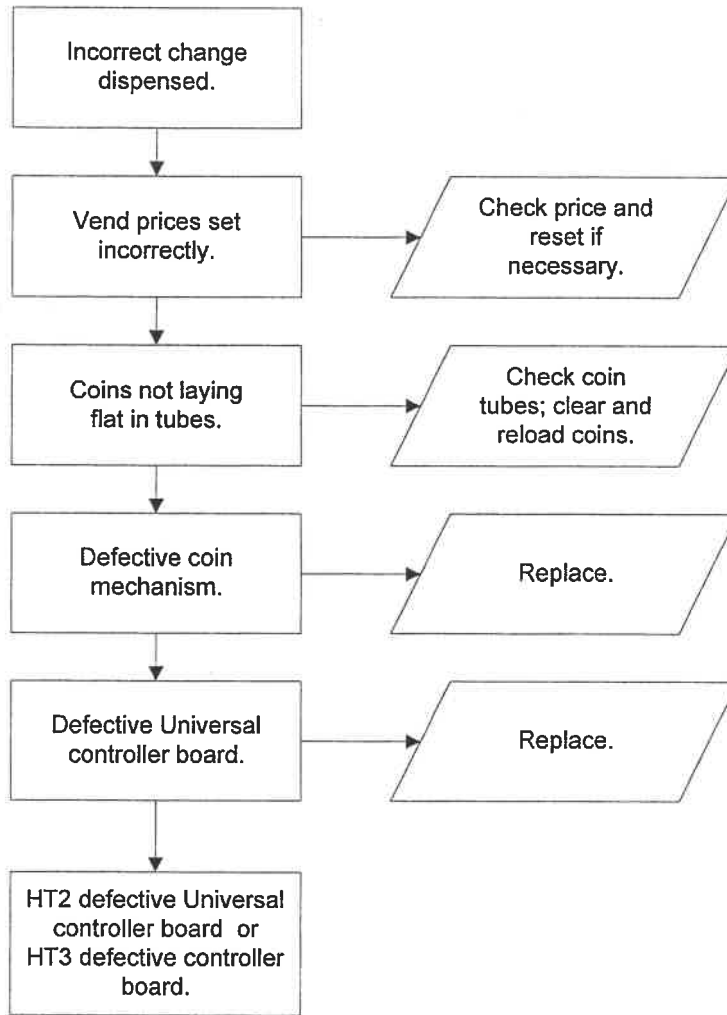 Incorrect change
dispensed.
Vend prices set
incorrectly.
Check price and
reset if
necessary.
Coins not laying
flat in tubes.
Check coin
tubes; clear and
reload coins.
Defective coin
mechanism.
Replace.
Defective Universal
controller board.
Replace.
HT2 defective Universal
controller board or
HT3 defective controller
board.